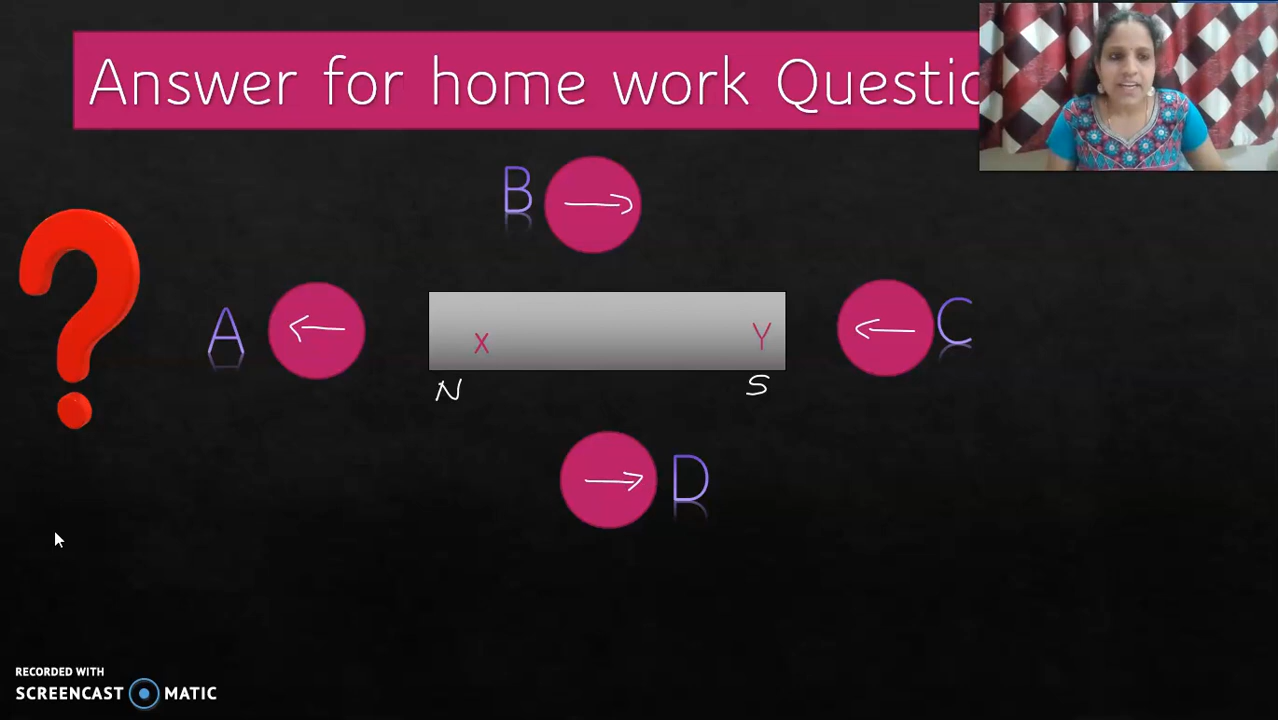 Answer for home work Questio
B
A
C
X
Y
N
S
D
RECORDED WITH
SCREENCAST MATIC